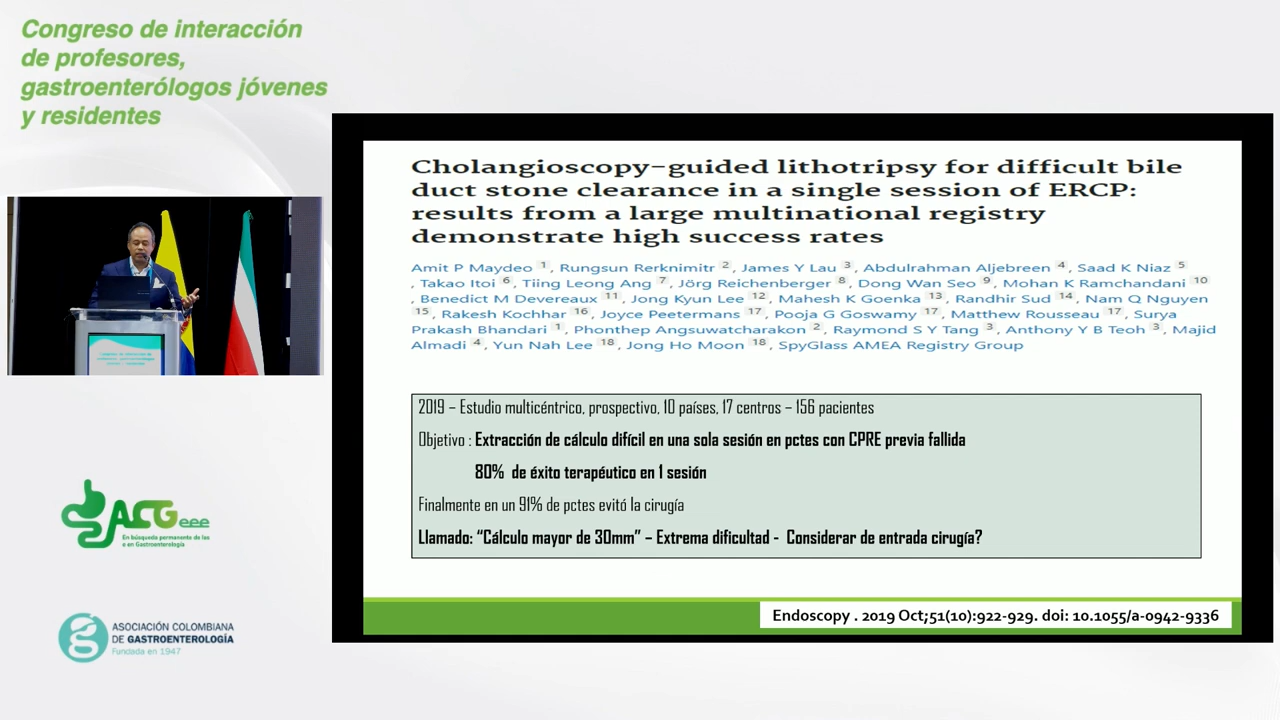 Congreso de interacción
de profesores,
gastroenterólogos jóvenes
y residentes
Cholangioscopy-guided lithotripsy for difficult bile
duct stone clearance in a single session of ERCP:
results from a large multinational registry
demonstrate high success rates
Amit P Maydeo 1, Rungsun Rerknimitr 2, James Y Lau 3, Abdulrahman Aljebreen 4, Saad K Niaz 5
, Takao Itoi 6, Tiing Leong Ang 7, Jörg Reichenberger 8, Dong Wan Seo 9, Mohan K Ramchandani 10
, Benedict M Devereaux 11, Jong Kyun Lee 12, Mahesh K Goenka 13, Randhir Sud 14, Nam Q Nguyen
15, Rakesh Kochhar 16, Joyce Peetermans 17, Pooja G Goswamy 17, Matthew Rousseau 17, Surya
Prakash Bhandari 1, Phonthep Angsuwatcharakon 2, Raymond S Y Tang 3, Anthony Y B Teoh 3, Majid
Almadi 4, Yun Nah Lee 18, Jong Ho Moon 18, SpyGlass AMEA Registry Group
2019 – Estudio multicéntrico, prospectivo, 10 países, 17 centros – 156 pacientes
Objetivo : Extracción de cálculo difícil en una sola sesión en pctes con CPRE previa fallida
80% de éxito terapéutico en 1 sesión
Finalmente en un 91% de pctes evitó la cirugía
Llamado: “Cálculo mayor de 30mm” – Extrema dificultad - Considerar de entrada cirugía?
Endoscopy . 2019 Oct;51(10):922-929. doi: 10.1055/a-0942-9336
ACGeee
En búsqueda permanente de las
e en Gastroenterología
ASOCIACIÓN COLOMBIANA
DE GASTROENTEROLOGÍA
Fundada en 1947